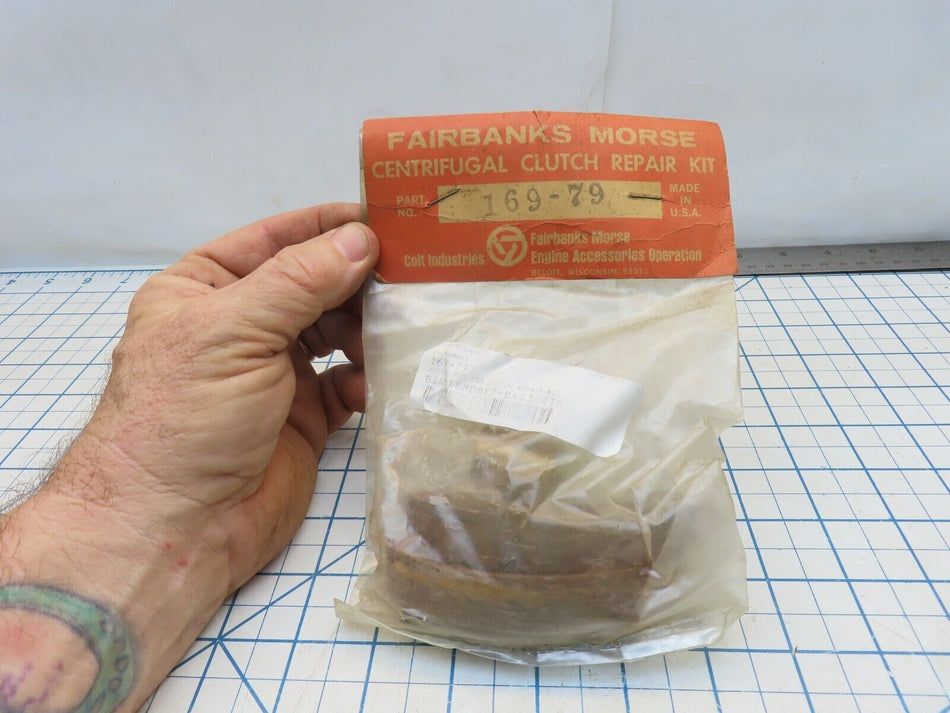 FAIRBANKS MORSE
CENTRIFUGAL CLUTCH REPAIR KIT
PART NO.
169-79
MADE IN U.S.A.
Colt Industries
Fairbanks Morse
Engine Accessories Operation
BELOIT, WISCONSIN 53511